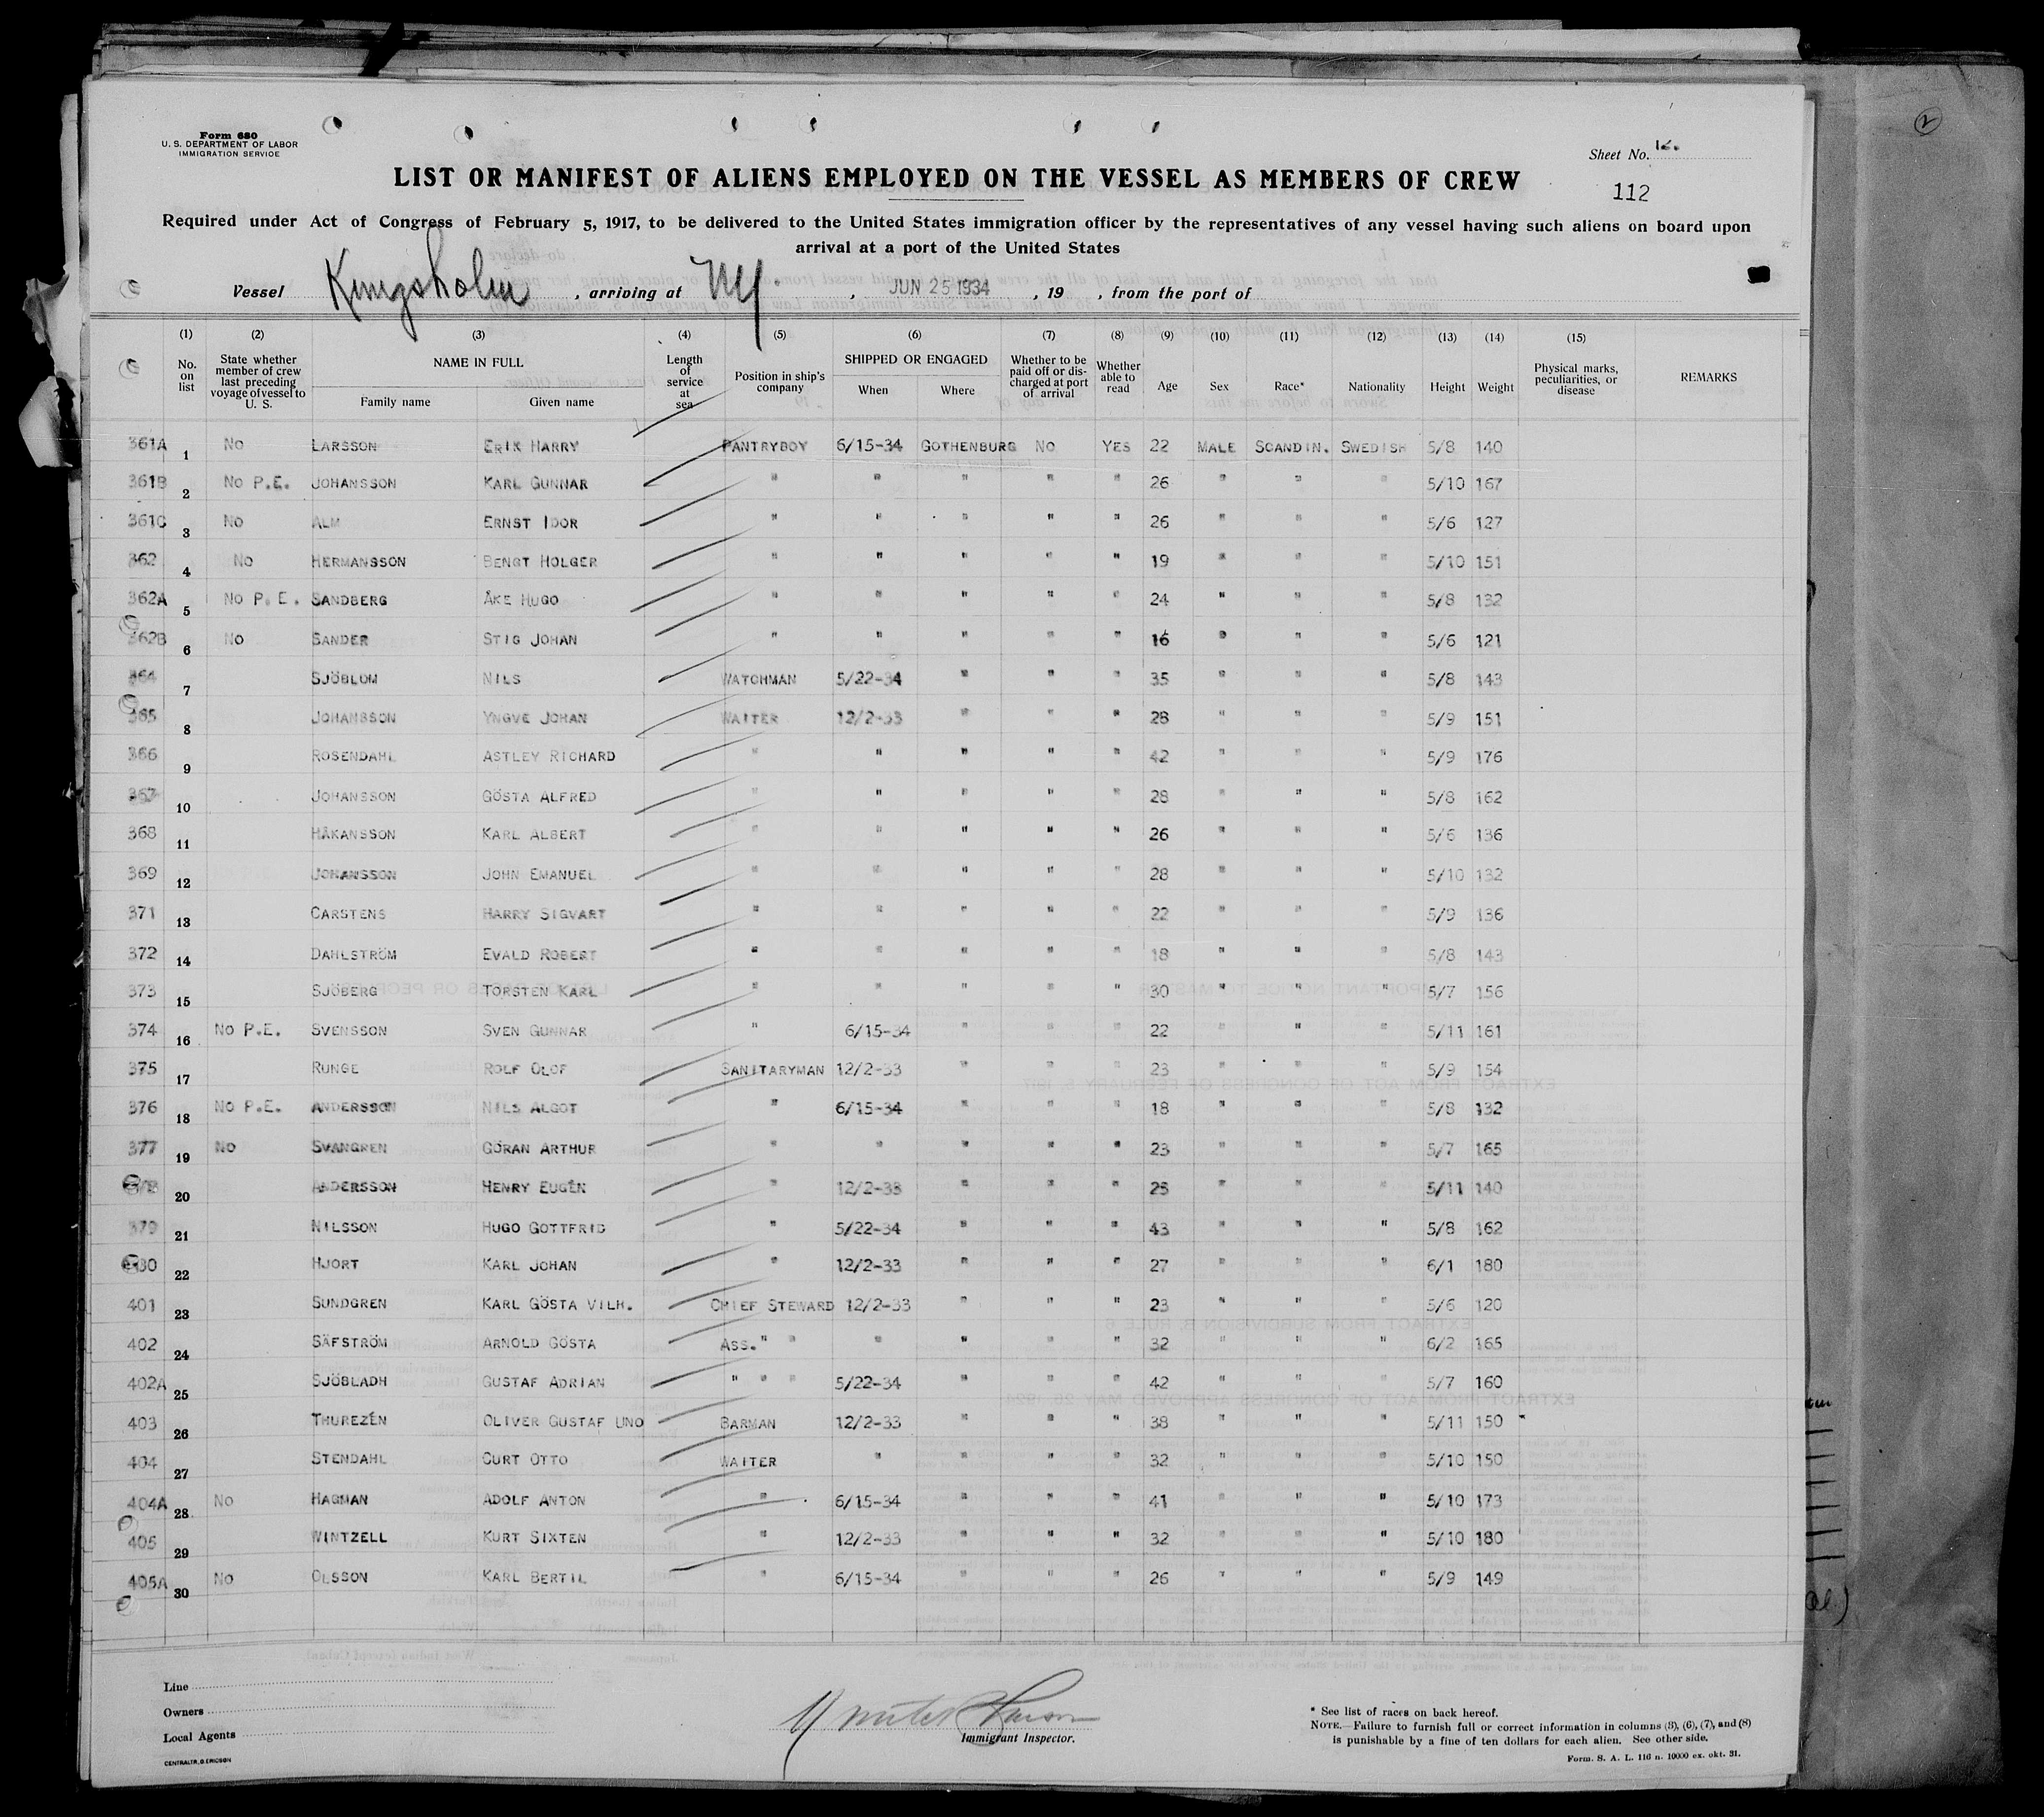 Form 680
U. S. DEPARTMENT OF LABOR
IMMIGRATION SERVICE
Sheet No. 12.
112
LIST OR MANIFEST OF ALIENS EMPLOYED ON THE VESSEL AS MEMBERS OF CREW
Required under Act of Congress of February 5, 1917, to be delivered to the United States immigration officer by the representatives of any vessel having such aliens on board upon
arrival at a port of the United States
Vessel Kungsholm, arriving at NY, JUN 25 1934, 19 , from the port of
(1) (2) (3) (4) (5) (6) (7) (8) (9) (10) (11) (12) (13) (14) (15)
No. on list State whether member of crew last preceding voyage of vessel to U. S. NAME IN FULL Family name Given name Length of service at sea Position in ship's company SHIPPED OR ENGAGED When Where Whether to be paid off or discharged at port of arrival Whether able to read Age Sex Race* Nationality Height Weight Physical marks, peculiarities, or disease REMARKS
361A 1 No LARSSON ERIK HARRY PANTRYBOY 6/15-34 GOTHENBURG NO YES 22 MALE SCANDIN. SWEDISH 5/8 140
361B 2 No P.E. JOHANSSON KARL GUNNAR " " " " " 26 " " " 5/10 167
361C 3 No ALM ERNST IDOR " " " " " 26 " " " 5/6 127
362 4 No HERMANSSON BENGT HOLGER " " " " " 19 " " " 5/10 151
362A 5 No P.E. SANDBERG ÅKE HUGO " " " " " 24 " " " 5/8 132
362B 6 No SANDER STIG JOHAN " " " " " 16 " " " 5/6 121
364 7 SJÖBLOM NILS WATCHMAN 5/22-34 " " " 35 " " " 5/8 143
365 8 JOHANSSON YNGVE JOHAN WAITER 12/2-33 " " " 28 " " " 5/9 151
366 9 ROSENDAHL ASTLEY RICHARD " " " " " 42 " " " 5/9 176
367 10 JOHANSSON GÖSTA ALFRED " " " " " 28 " " " 5/8 162
368 11 HÅKANSSON KARL ALBERT " " " " " 26 " " " 5/6 136
369 12 JOHANSSON JOHN EMANUEL " " " " " 28 " " " 5/10 132
371 13 CARSTENS HARRY SIGVART " " " " " 22 " " " 5/9 136
372 14 DAHLSTRÖM EVALD ROBERT " " " " " 18 " " " 5/8 143
373 15 SJÖBERG TORSTEN KARL " " " " " 30 " " " 5/7 156
374 16 No P.E. SVENSSON SVEN GUNNAR " 6/15-34 " " " 22 " " " 5/11 161
375 17 RUNGE ROLF OLOF SANITARYMAN 12/2-33 " " " 23 " " " 5/9 154
376 18 No P.E. ANDERSSON NILS ALGOT " 6/15-34 " " " 18 " " " 5/8 132
377 19 No SVANGREN GÖRAN ARTHUR " " " " " 23 " " " 5/7 165
378 20 ANDERSSON HENRY EUGÉN " 12/2-33 " " " 25 " " " 5/11 140
379 21 NILSSON HUGO GOTTFRID " 5/22-34 " " " 43 " " " 5/8 162
380 22 HJORT KARL JOHAN " 12/2-33 " " " 27 " " " 6/1 180
401 23 SUNDGREN KARL GÖSTA VILH. CHIEF STEWARD 12/2-33 " " " 23 " " " 5/6 120
402 24 SÄFSTRÖM ARNOLD GÖSTA ASS. " " " " " " 32 " " " 6/2 165
402A 25 SJÖBLADH GUSTAF ADRIAN " " " 5/22-34 " " " 42 " " " 5/7 160
403 26 THUREZÉN OLIVER GUSTAF UNO BARMAN 12/2-33 " " " 38 " " " 5/11 150
404 27 STENDAHL CURT OTTO WAITER " " " " 32 " " " 5/10 150
404A 28 No HAGMAN ADOLF ANTON " 6/15-34 " " " 41 " " " 5/10 173
405 29 WINTZELL KURT SIXTEN " 12/2-33 " " " 32 " " " 5/10 180
405A 30 No OLSSON KARL BERTIL " 6/15-34 " " " 26 " " " 5/9 149
Line
Owners
Local Agents
CENTRALTR. G. ERICSON
Immigrant Inspector.
* See list of races on back hereof.
NOTE.—Failure to furnish full or correct information in columns (3), (6), (7), and (8)
is punishable by a fine of ten dollars for each alien. See other side.
Form. S. A. L. 116 n. 10000 ex. okt. 31.